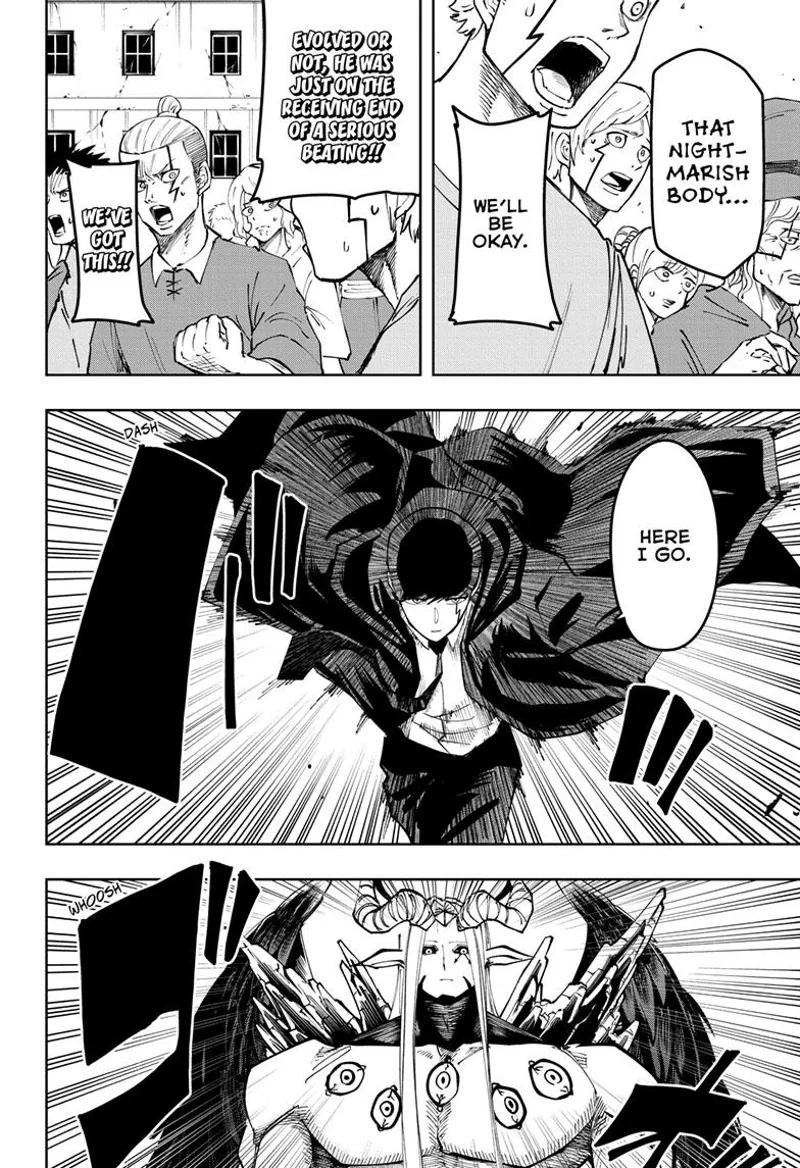 THAT
NIGHT-
MARISH
BODY...
WE'LL
BE
OKAY.
EVOLVED OR
NOT, HE WAS
JUST ON THE
RECEIVING END
OF A SERIOUS
BEATING!!
WE'VE
GOT
THIS!!
HERE
I GO.
DASH
WHOOSH